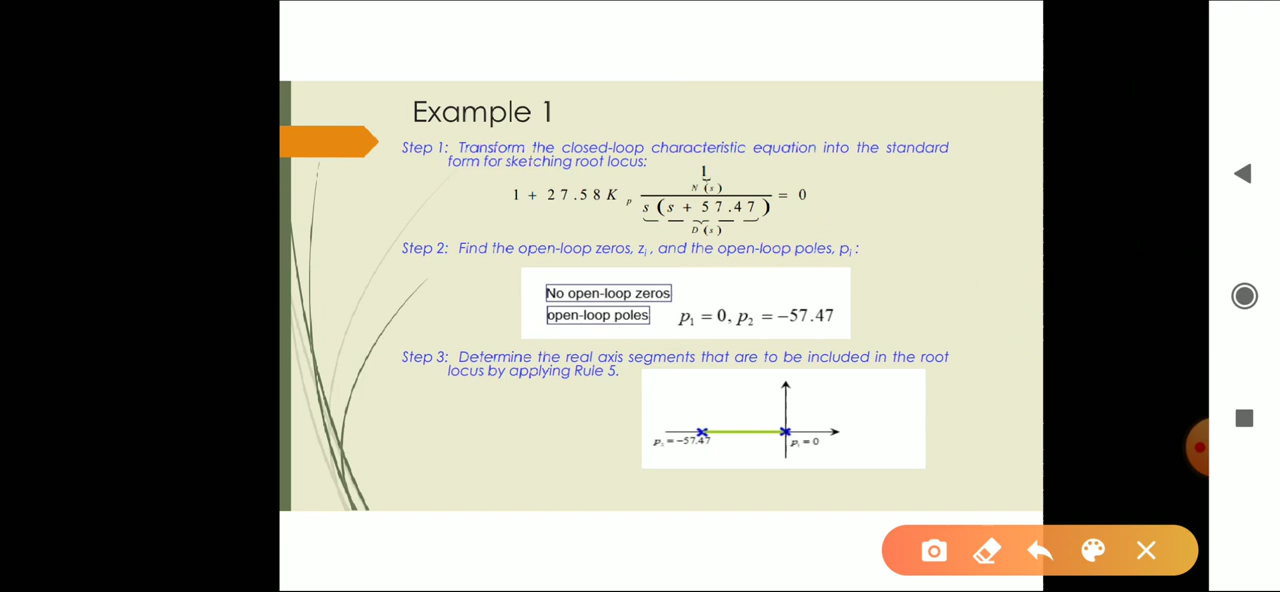 Example 1
Step 1: Transform the closed-loop characteristic equation into the standard
form for sketching root locus:
1
N (s)
1 + 27.58 K p = 0
s (s + 57.47)
D (s)
Step 2: Find the open-loop zeros, zi , and the open-loop poles, pi :
No open-loop zeros
open-loop poles p1 = 0, p2 = −57.47
Step 3: Determine the real axis segments that are to be included in the root
locus by applying Rule 5.
P2 = −57.47 P1 = 0